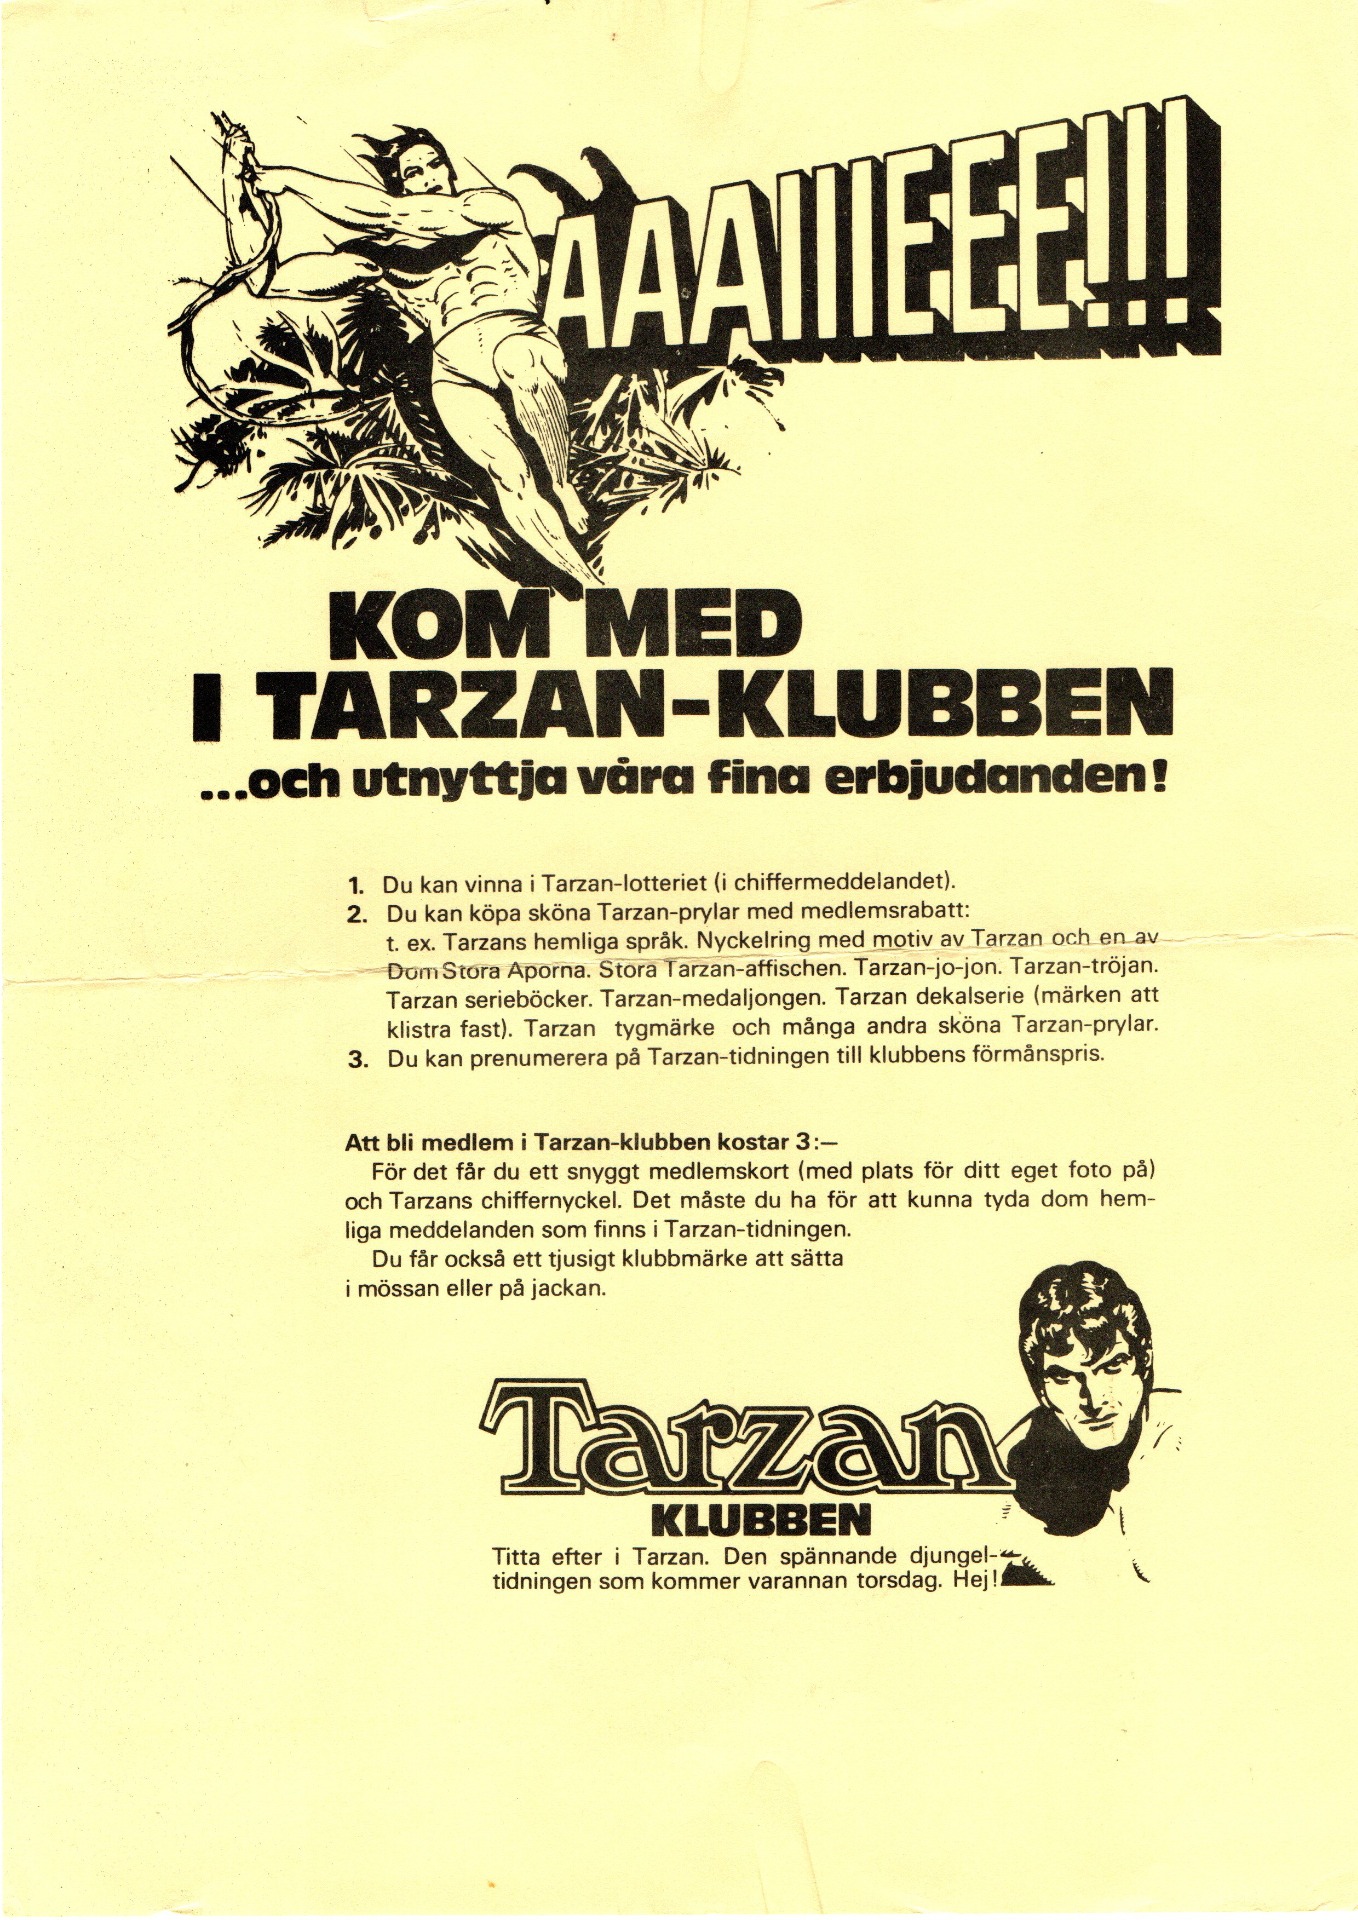 AAAIIIEEE!!!
KOM MED
I TARZAN-KLUBBEN
...och utnyttja våra fina erbjudanden!
1. Du kan vinna i Tarzan-lotteriet (i chiffermeddelandet).
2. Du kan köpa sköna Tarzan-prylar med medlemsrabatt:
t. ex. Tarzans hemliga språk. Nyckelring med motiv av Tarzan och en av
Dom Stora Aporna. Stora Tarzan-affischen. Tarzan-jo-jon. Tarzan-tröjan.
Tarzan serieböcker. Tarzan-medaljongen. Tarzan dekalserie (märken att
klistra fast). Tarzan tygmärke och många andra sköna Tarzan-prylar.
3. Du kan prenumerera på Tarzan-tidningen till klubbens förmånspris.
Att bli medlem i Tarzan-klubben kostar 3:—
För det får du ett snyggt medlemskort (med plats för ditt eget foto på)
och Tarzans chiffernyckel. Det måste du ha för att kunna tyda dom hem-
liga meddelanden som finns i Tarzan-tidningen.
Du får också ett tjusigt klubbmärke att sätta
i mössan eller på jackan.
Tarzan
KLUBBEN
Titta efter i Tarzan. Den spännande djungel-
tidningen som kommer varannan torsdag. Hej!